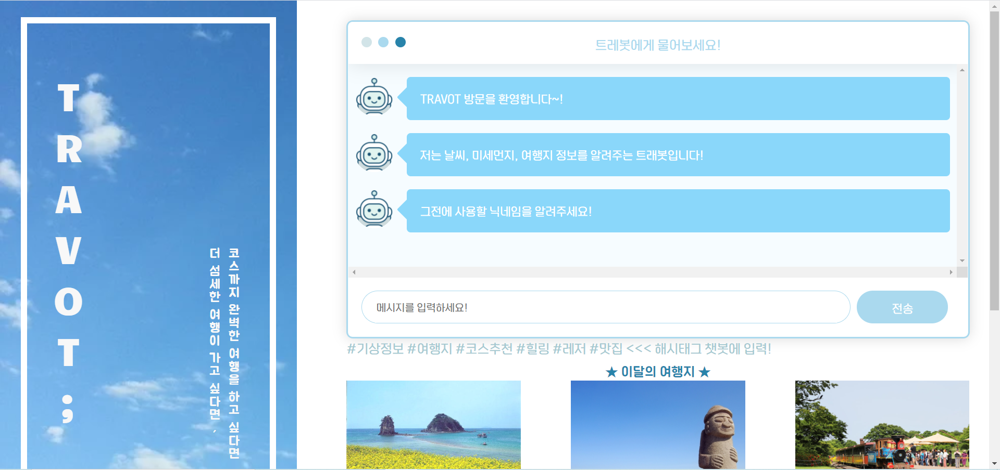 TRAVOT;
코스까지 완벽한 여행을 하고 싶다면
더 섬세한 여행이 가고 싶다면,
트레봇에게 물어보세요!
TRAVOT 방문을 환영합니다~!
저는 날씨, 미세먼지, 여행지 정보를 알려주는 트래봇입니다!
그전에 사용할 닉네임을 알려주세요!
메시지를 입력하세요!
전송
#기상정보 #여행지 #코스추천 #힐링 #레저 #맛집 <<< 해시태그 챗봇에 입력!
★ 이달의 여행지 ★